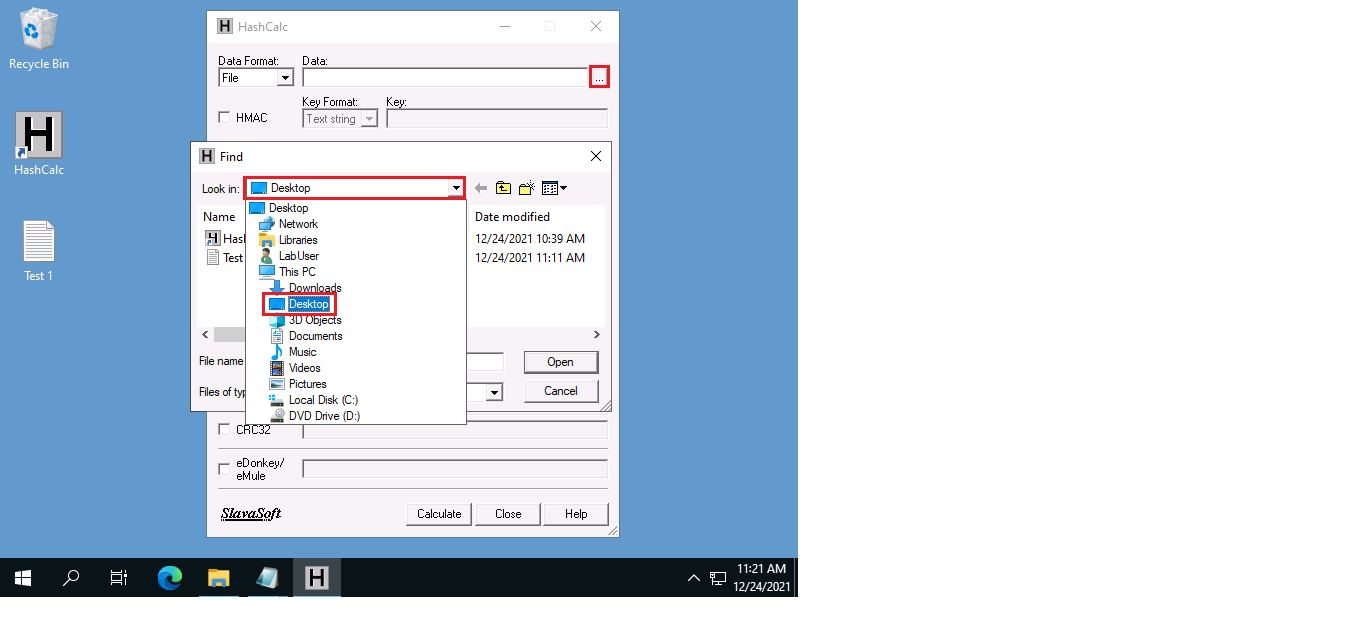 Recycle Bin
HashCalc
Test 1
HashCalc
Data Format:
Data:
File
...
HMAC
Key Format:
Key:
Text string
Find
Look in:
Desktop
Name
Date modified
Hash
12/24/2021 10:39 AM
Test
12/24/2021 11:11 AM
Desktop
Network
Libraries
LabUser
This PC
Downloads
Desktop
3D Objects
Documents
Music
Videos
Pictures
Local Disk (C:)
DVD Drive (D:)
File name
Open
Files of typ
Cancel
CRC32
eDonkey/
eMule
SlavaSoft
Calculate
Close
Help
11:21 AM
12/24/2021